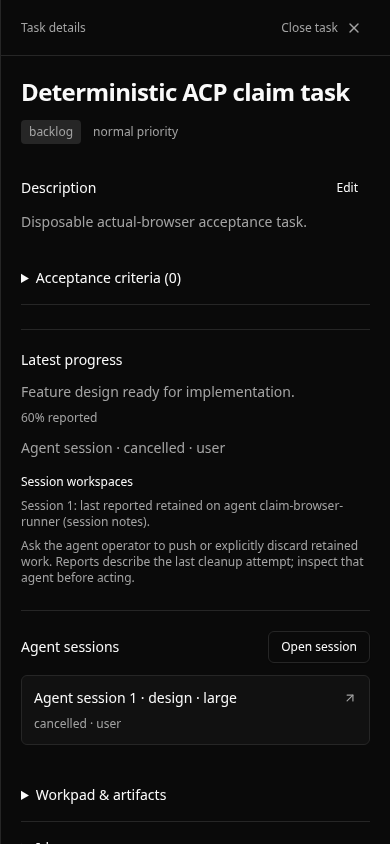 Task details
Close task
Deterministic ACP claim task
backlog normal priority
Description
Edit
Disposable actual-browser acceptance task.
Acceptance criteria (0)
Latest progress
Feature design ready for implementation.
60% reported
Agent session · cancelled · user
Session workspaces
Session 1: last reported retained on agent claim-browser-
runner (session notes).
Ask the agent operator to push or explicitly discard retained
work. Reports describe the last cleanup attempt; inspect that
agent before acting.
Agent sessions
Open session
Agent session 1 · design · large
cancelled · user
Workpad & artifacts